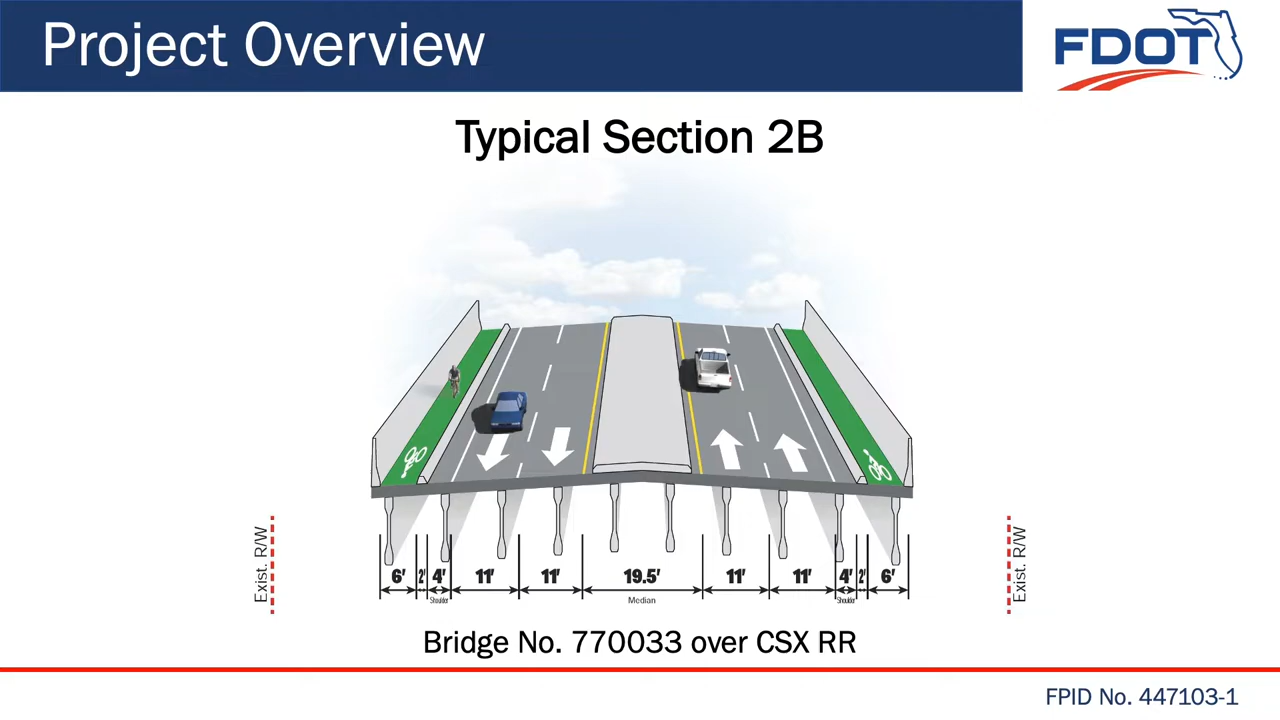 Project Overview
FDOT
Typical Section 2B
Exist. R/W
Exist. R/W
6' 2' 4' 11' 11' 19.5' 11' 11' 4' 2' 6'
Shoulder Median Shoulder
Bridge No. 770033 over CSX RR
FPID No. 447103-1